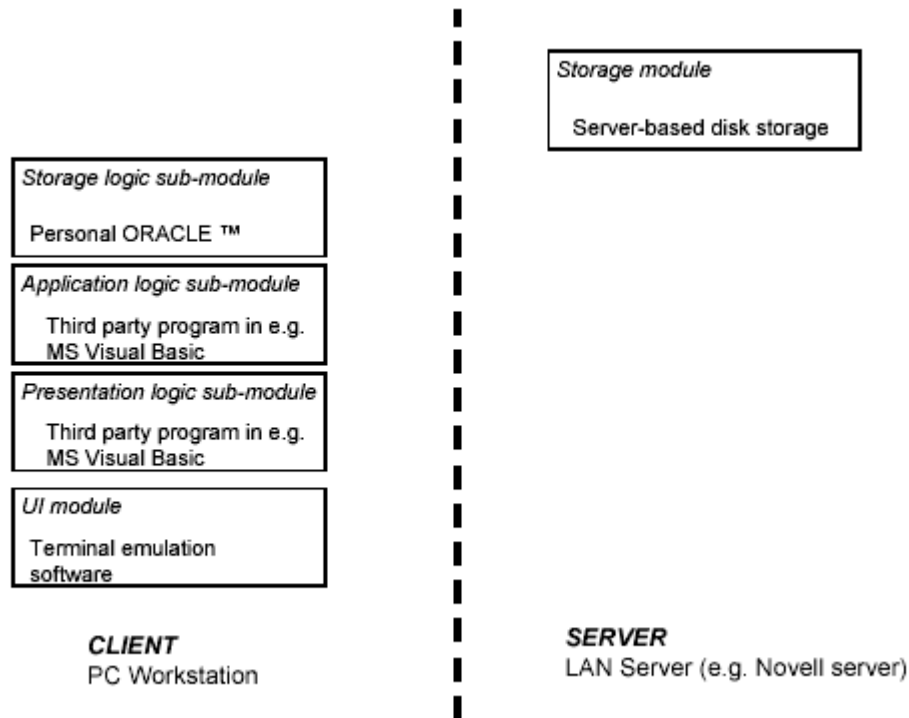 Storage logic sub-module
Personal ORACLE ™
Application logic sub-module
Third party program in e.g.
MS Visual Basic
Presentation logic sub-module
Third party program in e.g.
MS Visual Basic
UI module
Terminal emulation
software
CLIENT
PC Workstation
Storage module
Server-based disk storage
SERVER
LAN Server (e.g. Novell server)